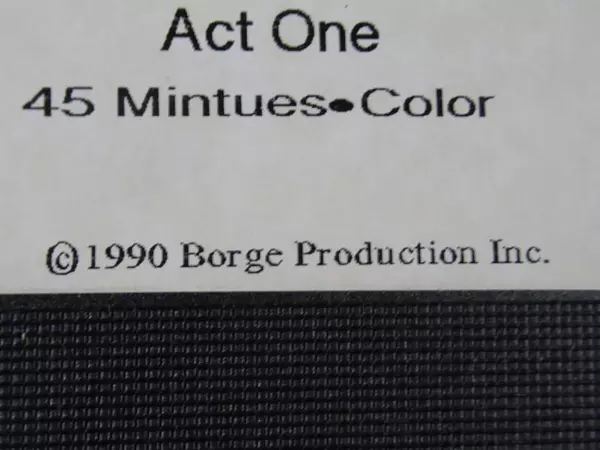 Act One
45 Mintues•Color
©1990 Borge Production Inc.